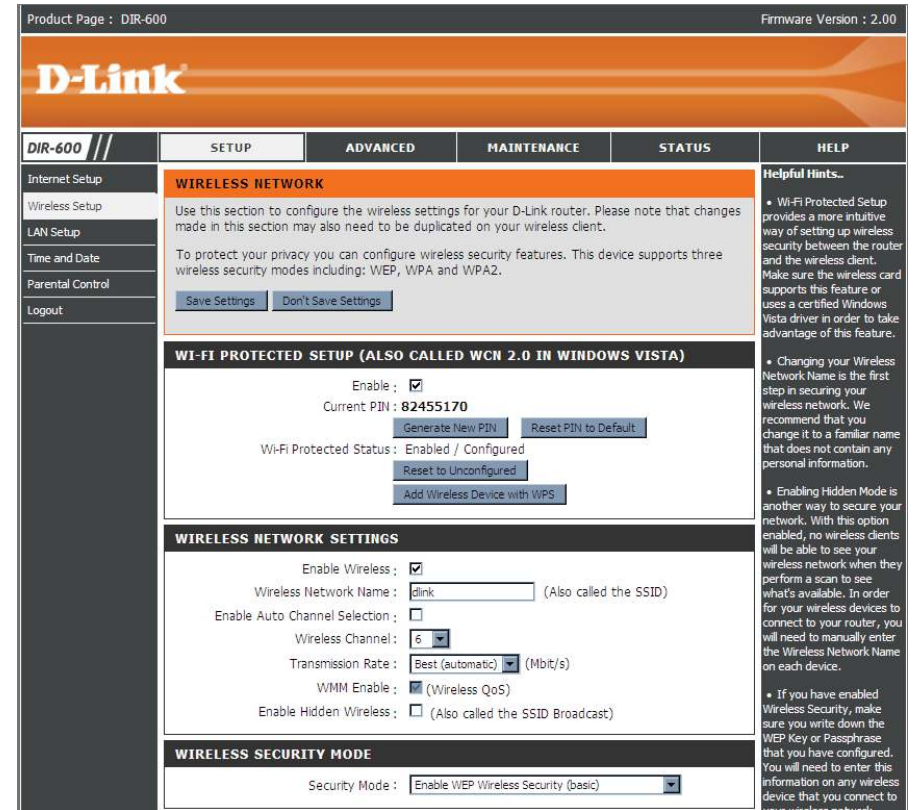 Product Page : DIR-600
Firmware Version : 2.00
D-Link
DIR-600
SETUP
ADVANCED
MAINTENANCE
STATUS
HELP
Internet Setup
Wireless Setup
LAN Setup
Time and Date
Parental Control
Logout
WIRELESS NETWORK
Use this section to configure the wireless settings for your D-Link router. Please note that changes
made in this section may also need to be duplicated on your wireless client.
To protect your privacy you can configure wireless security features. This device supports three
wireless security modes including: WEP, WPA and WPA2.
Save Settings
Don't Save Settings
WI-FI PROTECTED SETUP (ALSO CALLED WCN 2.0 IN WINDOWS VISTA)
Enable :
Current PIN : 82455170
Generate New PIN
Reset PIN to Default
Wi-Fi Protected Status : Enabled / Configured
Reset to Unconfigured
Add Wireless Device with WPS
WIRELESS NETWORK SETTINGS
Enable Wireless :
Wireless Network Name : dlink (Also called the SSID)
Enable Auto Channel Selection :
Wireless Channel : 6
Transmission Rate : Best (automatic) (Mbit/s)
WMM Enable : (Wireless QoS)
Enable Hidden Wireless : (Also called the SSID Broadcast)
WIRELESS SECURITY MODE
Security Mode : Enable WEP Wireless Security (basic)
Helpful Hints..
• Wi-Fi Protected Setup
provides a more intuitive
way of setting up wireless
security between the router
and the wireless client.
Make sure the wireless card
supports this feature or
uses a certified Windows
Vista driver in order to take
advantage of this feature.
• Changing your Wireless
Network Name is the first
step in securing your
wireless network. We
recommend that you
change it to a familiar name
that does not contain any
personal information.
• Enabling Hidden Mode is
another way to secure your
network. With this option
enabled, no wireless clients
will be able to see your
wireless network when they
perform a scan to see
what's available. In order
for your wireless devices to
connect to your router, you
will need to manually enter
the Wireless Network Name
on each device.
• If you have enabled
Wireless Security, make
sure you write down the
WEP Key or Passphrase
that you have configured.
You will need to enter this
information on any wireless
device that you connect to
your wireless network.